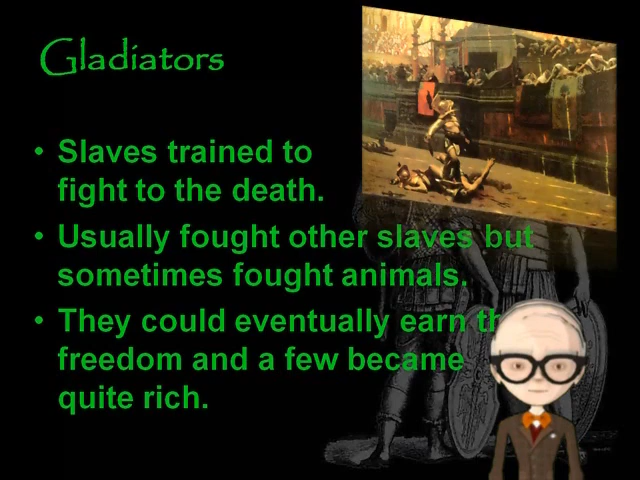 Gladiators
• Slaves trained to
fight to the death.
• Usually fought other slaves but
sometimes fought animals.
• They could eventually earn th
freedom and a few became
quite rich.